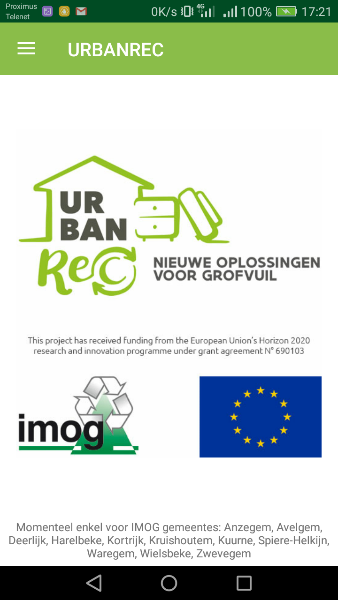 Proximus
Telenet
0K/s 4G 100% 17:21
URBANREC
UR
BAN
ReC
NIEUWE OPLOSSINGEN
VOOR GROFVUIL
This project has received funding from the European Union's Horizon 2020
research and innovation programme under grant agreement N° 690103
imog
Momenteel enkel voor IMOG gemeentes: Anzegem, Avelgem,
Deerlijk, Harelbeke, Kortrijk, Kruishoutem, Kuurne, Spiere-Helkijn,
Waregem, Wielsbeke, Zwevegem